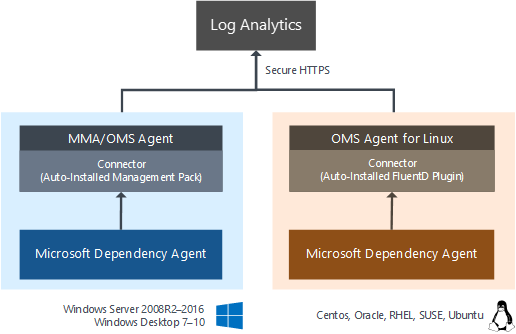 Log Analytics
Secure HTTPS
MMA/OMS Agent
Connector
(Auto-Installed Management Pack)
Microsoft Dependency Agent
Windows Server 2008R2–2016
Windows Desktop 7–10
OMS Agent for Linux
Connector
(Auto-Installed FluentD Plugin)
Microsoft Dependency Agent
Centos, Oracle, RHEL, SUSE, Ubuntu